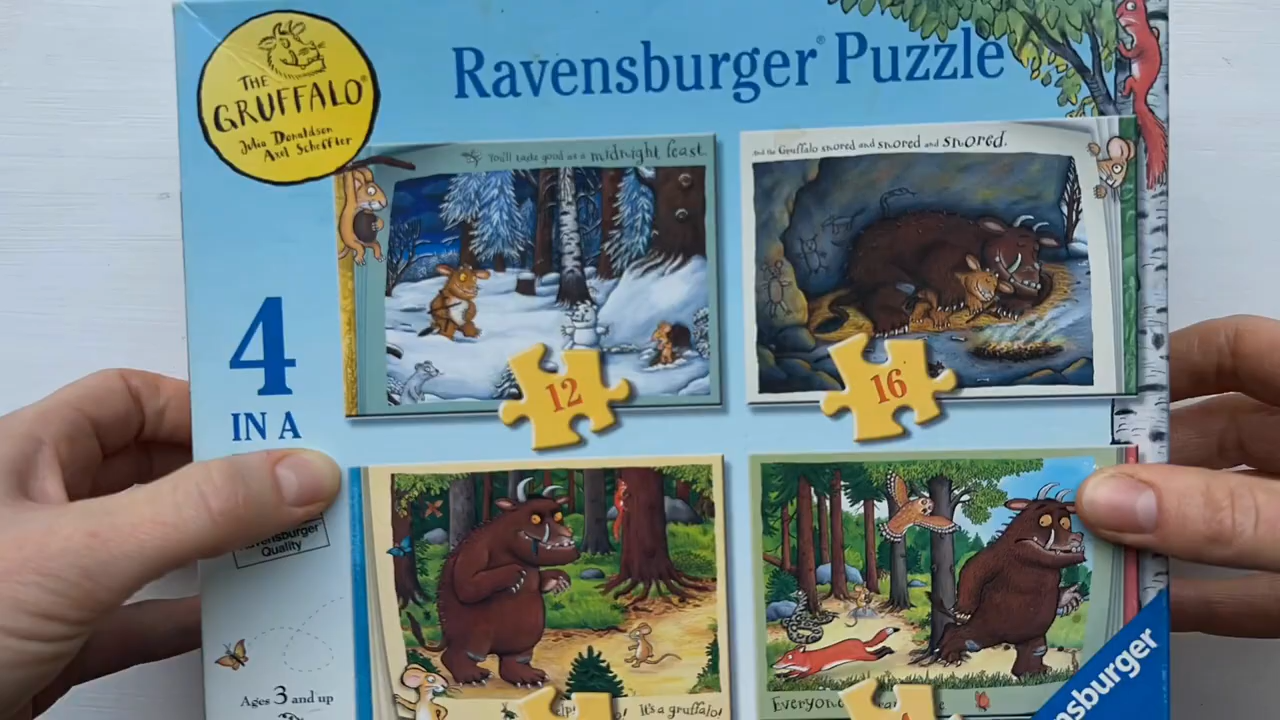 THE
GRUFFALO®
Julia Donaldson
Axel Scheffler
Ravensburger® Puzzle
You'll taste good as a midnight feast.
And the Gruffalo snored and snored and snored.
12
16
4
IN A
Ravensburger
Quality
Ages 3 and up
It's a gruffalo!
Everyone